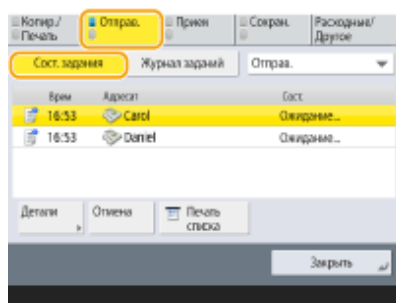 Копир./ Отправ. Прием Сохран. Расходные/
Печать Другое
Сост. задания Журнал заданий Отправ.
Врем Адресат Сост.
16:53 Carol Ожидание...
16:53 Daniel Ожидание...
Детали Отмена Печать
списка
Закрыть